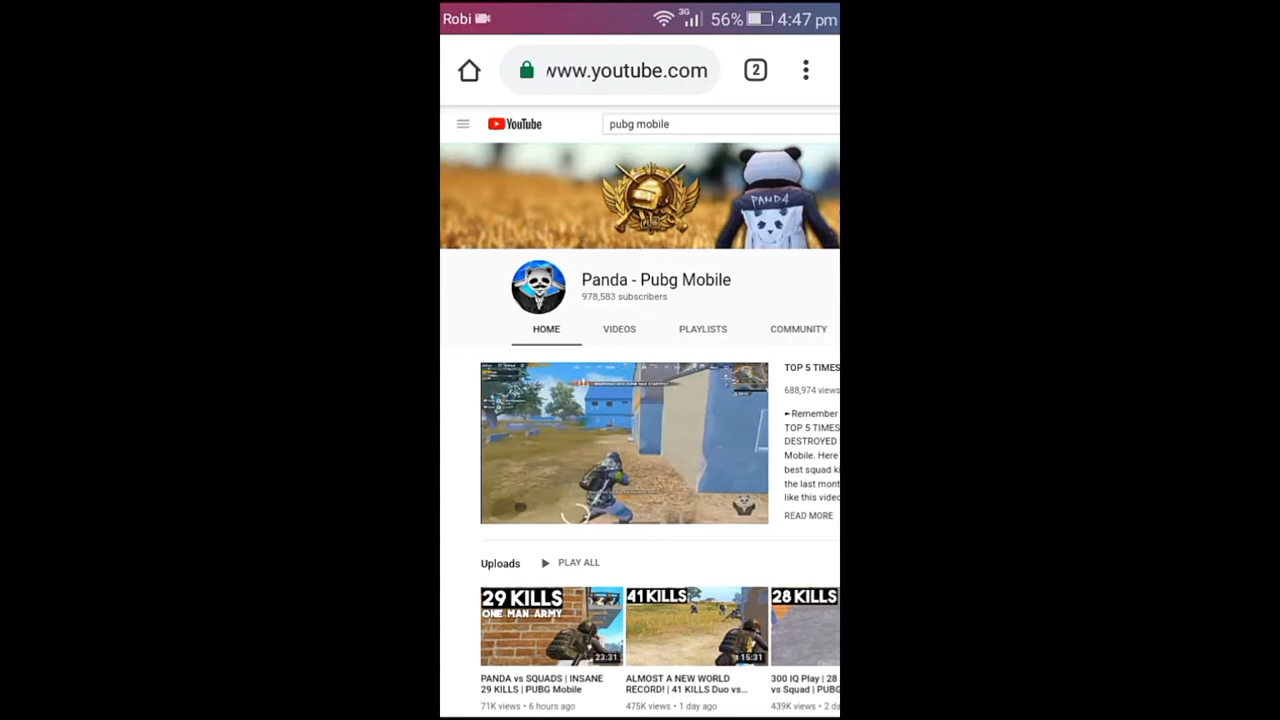 Robi 3G 56% 4:47 pm
www.youtube.com 2
YouTube pubg mobile
PANDA
Panda - Pubg Mobile
978,583 subscribers
HOME VIDEOS PLAYLISTS COMMUNITY
TOP 5 TIMES
688,974 views
►Remember
TOP 5 TIMES
DESTROYED
Mobile. Here
best squad ki
the last mont
like this video
READ MORE
Uploads PLAY ALL
29 KILLS
ONE MAN ARMY
23:31
41 KILLS
15:31
28 KILLS
PANDA vs SQUADS | INSANE
29 KILLS | PUBG Mobile
71K views • 6 hours ago
ALMOST A NEW WORLD
RECORD! | 41 KILLS Duo vs...
475K views • 1 day ago
300 IQ Play | 28
vs Squad | PUBG
439K views • 2 da